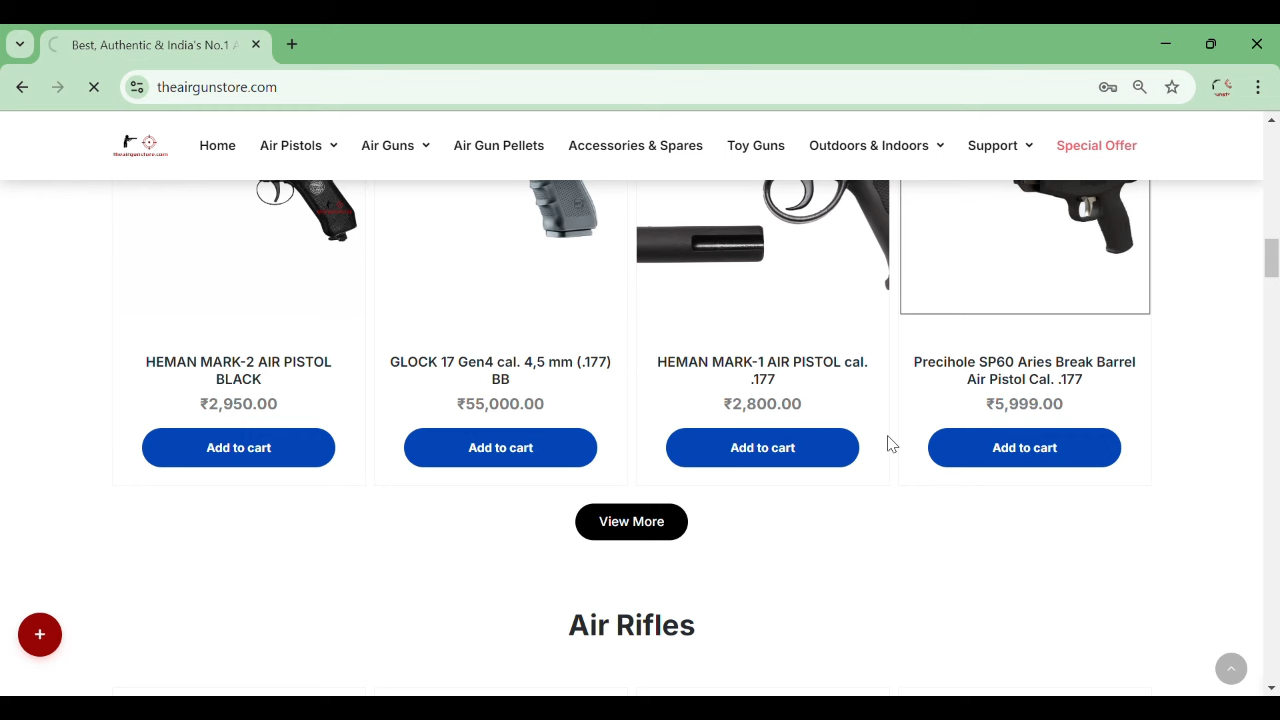 Best, Authentic & India's No.1
theairgunstore.com
theairgunstore.com
Home
Air Pistols
Air Guns
Air Gun Pellets
Accessories & Spares
Toy Guns
Outdoors & Indoors
Support
Special Offer
HEMAN MARK-2 AIR PISTOL
BLACK
₹2,950.00
Add to cart
GLOCK 17 Gen4 cal. 4,5 mm (.177)
BB
₹55,000.00
Add to cart
HEMAN MARK-1 AIR PISTOL cal.
.177
₹2,800.00
Add to cart
Precihole SP60 Aries Break Barrel
Air Pistol Cal. .177
₹5,999.00
Add to cart
View More
Air Rifles
+